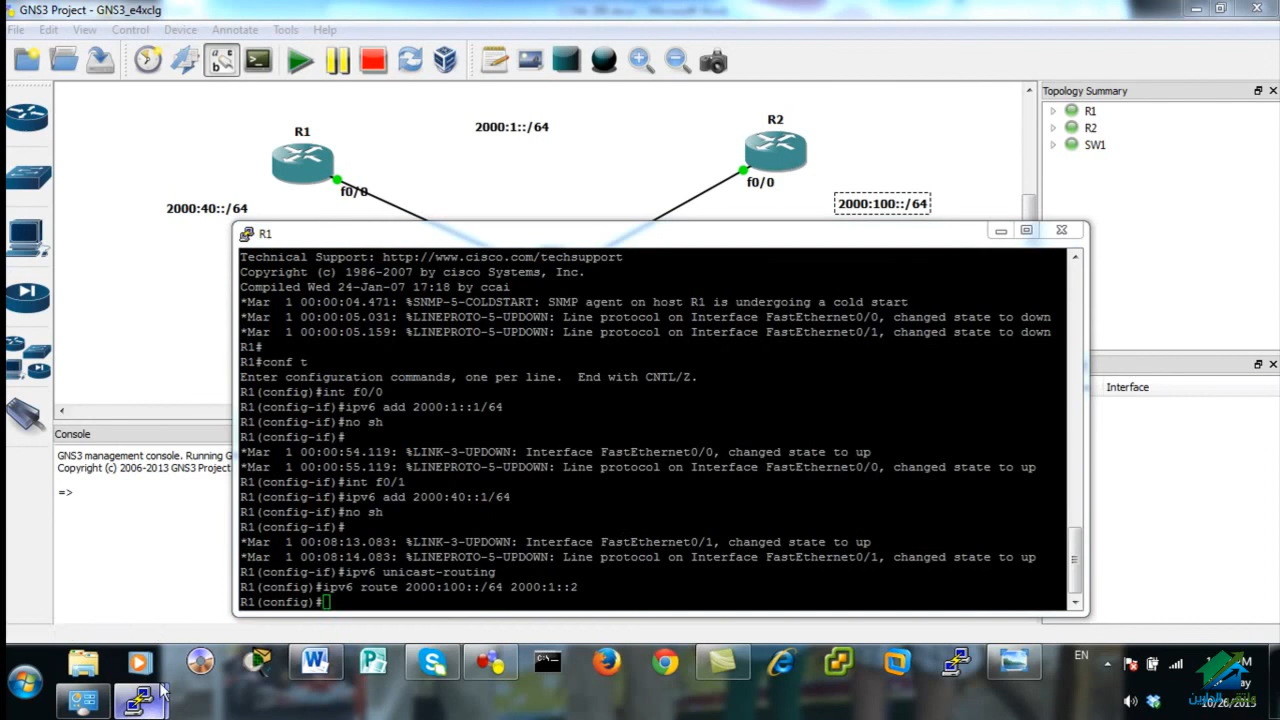 GNS3 Project - GNS3_e4xclg
File Edit View Control Device Annotate Tools Help
Topology Summary
R1
R2
SW1
R1
2000:1::/64
R2
f0/0
f0/0
2000:40::/64
2000:100::/64
R1
Technical Support: http://www.cisco.com/techsupport
Copyright (c) 1986-2007 by cisco Systems, Inc.
Compiled Wed 24-Jan-07 17:18 by ccai
*Mar  1 00:00:04.471: %SNMP-5-COLDSTART: SNMP agent on host R1 is undergoing a cold start
*Mar  1 00:00:05.031: %LINEPROTO-5-UPDOWN: Line protocol on Interface FastEthernet0/0, changed state to down
*Mar  1 00:00:05.159: %LINEPROTO-5-UPDOWN: Line protocol on Interface FastEthernet0/1, changed state to down
R1#
R1#conf t
Enter configuration commands, one per line.  End with CNTL/Z.
R1(config)#int f0/0
R1(config-if)#ipv6 add 2000:1::1/64
R1(config-if)#no sh
R1(config-if)#
*Mar  1 00:00:54.119: %LINK-3-UPDOWN: Interface FastEthernet0/0, changed state to up
*Mar  1 00:00:55.119: %LINEPROTO-5-UPDOWN: Line protocol on Interface FastEthernet0/0, changed state to up
R1(config-if)#int f0/1
R1(config-if)#ipv6 add 2000:40::1/64
R1(config-if)#no sh
R1(config-if)#
*Mar  1 00:08:13.083: %LINK-3-UPDOWN: Interface FastEthernet0/1, changed state to up
*Mar  1 00:08:14.083: %LINEPROTO-5-UPDOWN: Line protocol on Interface FastEthernet0/1, changed state to up
R1(config-if)#ipv6 unicast-routing
R1(config)#ipv6 route 2000:100::/64 2000:1::2
R1(config)#
Interface
Console
GNS3 management console. Running G
Copyright (c) 2006-2013 GNS3 Project
=>
EN
10/26/2013